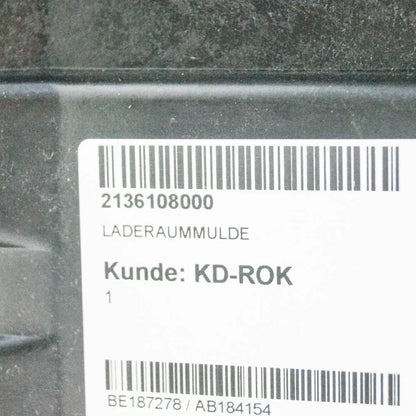 2136108000
LADERAUMMULDE
Kunde: KD-ROK
1
BE187278 / AB184154